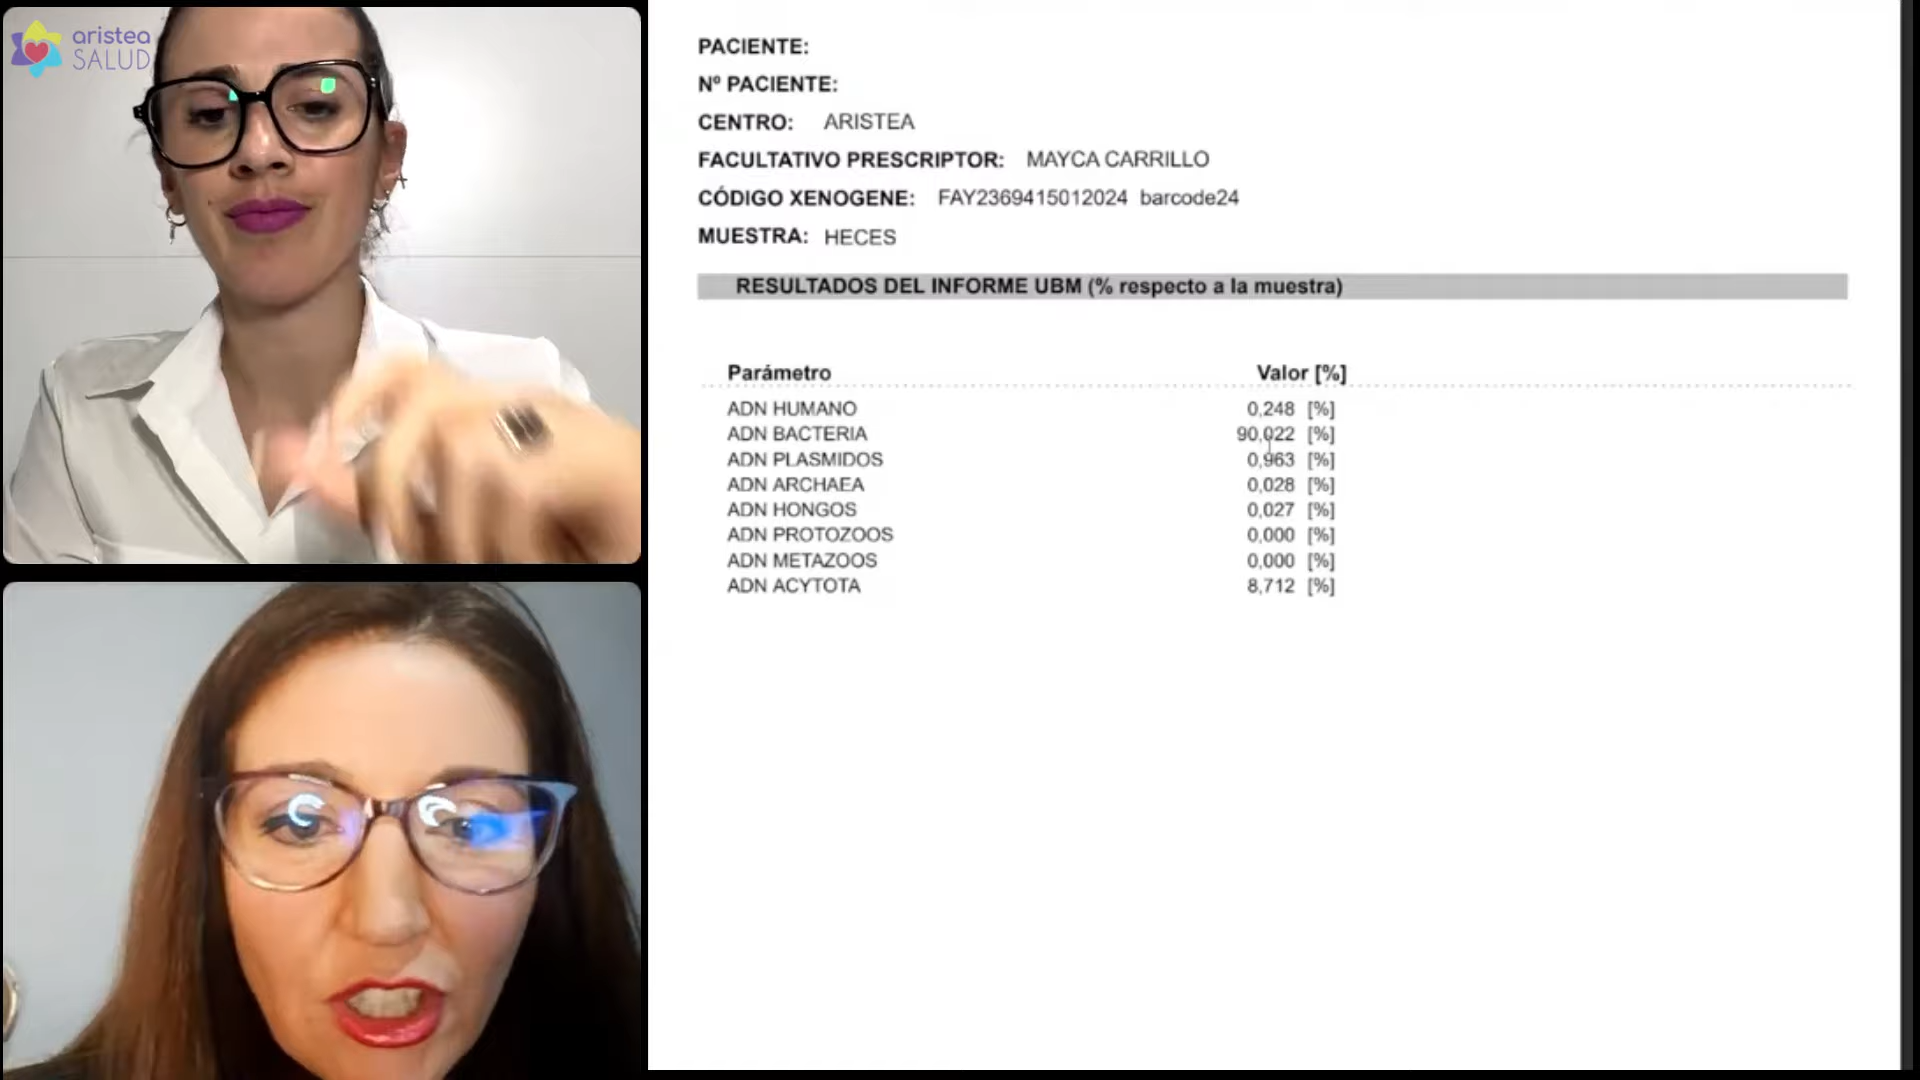 aristea
SALUD
PACIENTE:
Nº PACIENTE:
CENTRO: ARISTEA
FACULTATIVO PRESCRIPTOR: MAYCA CARRILLO
CÓDIGO XENOGENE: FAY2369415012024 barcode24
MUESTRA: HECES
RESULTADOS DEL INFORME UBM (% respecto a la muestra)
Parámetro Valor [%]
ADN HUMANO 0,248 [%]
ADN BACTERIA 90,022 [%]
ADN PLASMIDOS 0,963 [%]
ADN ARCHAEA 0,028 [%]
ADN HONGOS 0,027 [%]
ADN PROTOZOOS 0,000 [%]
ADN METAZOOS 0,000 [%]
ADN ACYTOTA 8,712 [%]